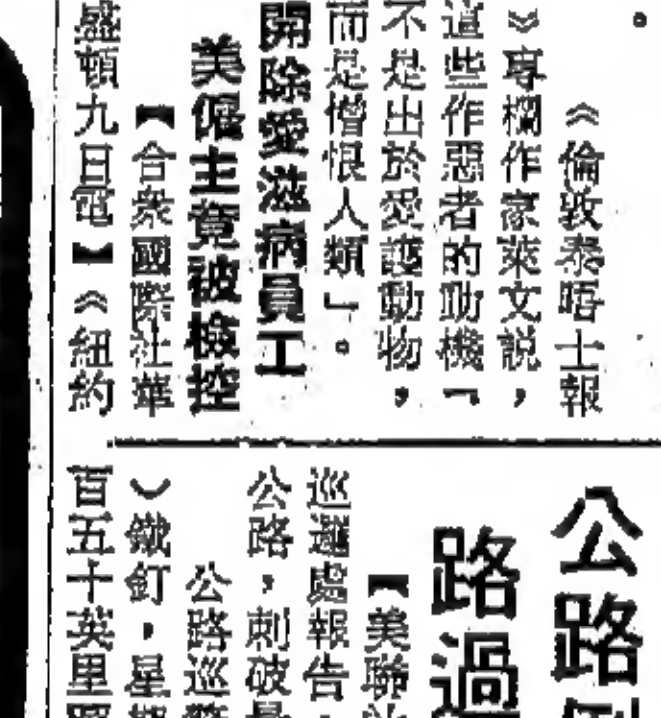 。
《倫敦泰晤士報
》專欄作家萊文說,
這些作惡者的動機「
不是出於愛護動物,
而是憎恨人類」。
開除愛滋病員工
美僱主竟被檢控
【合衆國際社華
盛頓九日電】《紐約
公路
路過
【美聯社
巡邏處報告,
公路,刺破
公路巡
)鐵釘,星期
百五十英里